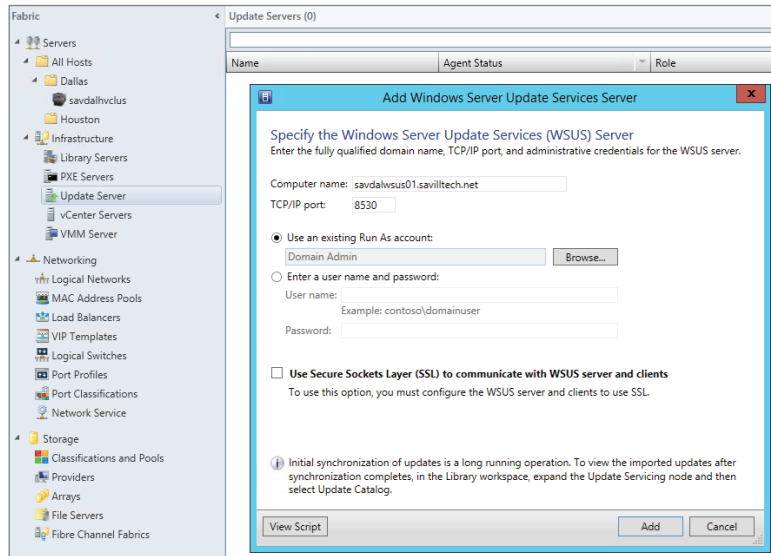 Fabric
Servers
All Hosts
Dallas
savdalhvclus
Houston
Infrastructure
Library Servers
PXE Servers
Update Server
vCenter Servers
VMM Server
Networking
Logical Networks
MAC Address Pools
Load Balancers
VIP Templates
Logical Switches
Port Profiles
Port Classifications
Network Service
Storage
Classifications and Pools
Providers
Arrays
File Servers
Fibre Channel Fabrics
Update Servers (0)
Name Agent Status Role
Add Windows Server Update Services Server
x
Specify the Windows Server Update Services (WSUS) Server
Enter the fully qualified domain name, TCP/IP port, and administrative credentials for the WSUS server.
Computer name: savdalwsus01.savilltech.net
TCP/IP port: 8530
Use an existing Run As account:
Domain Admin Browse...
Enter a user name and password:
User name:
Example: contoso\domainuser
Password:
Use Secure Sockets Layer (SSL) to communicate with WSUS server and clients
To use this option, you must configure the WSUS server and clients to use SSL.
Initial synchronization of updates is a long running operation. To view the imported updates after
synchronization completes, in the Library workspace, expand the Update Servicing node and then
select Update Catalog.
View Script Add Cancel